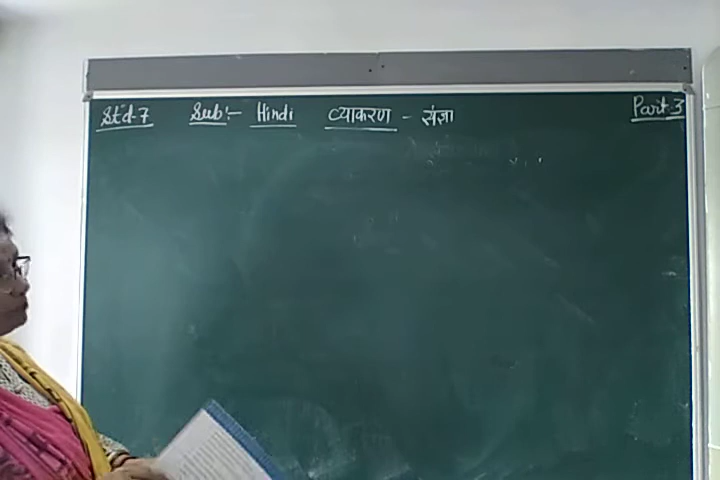 Std-7 Sub:- Hindi व्याकरण - संज्ञा Part-3